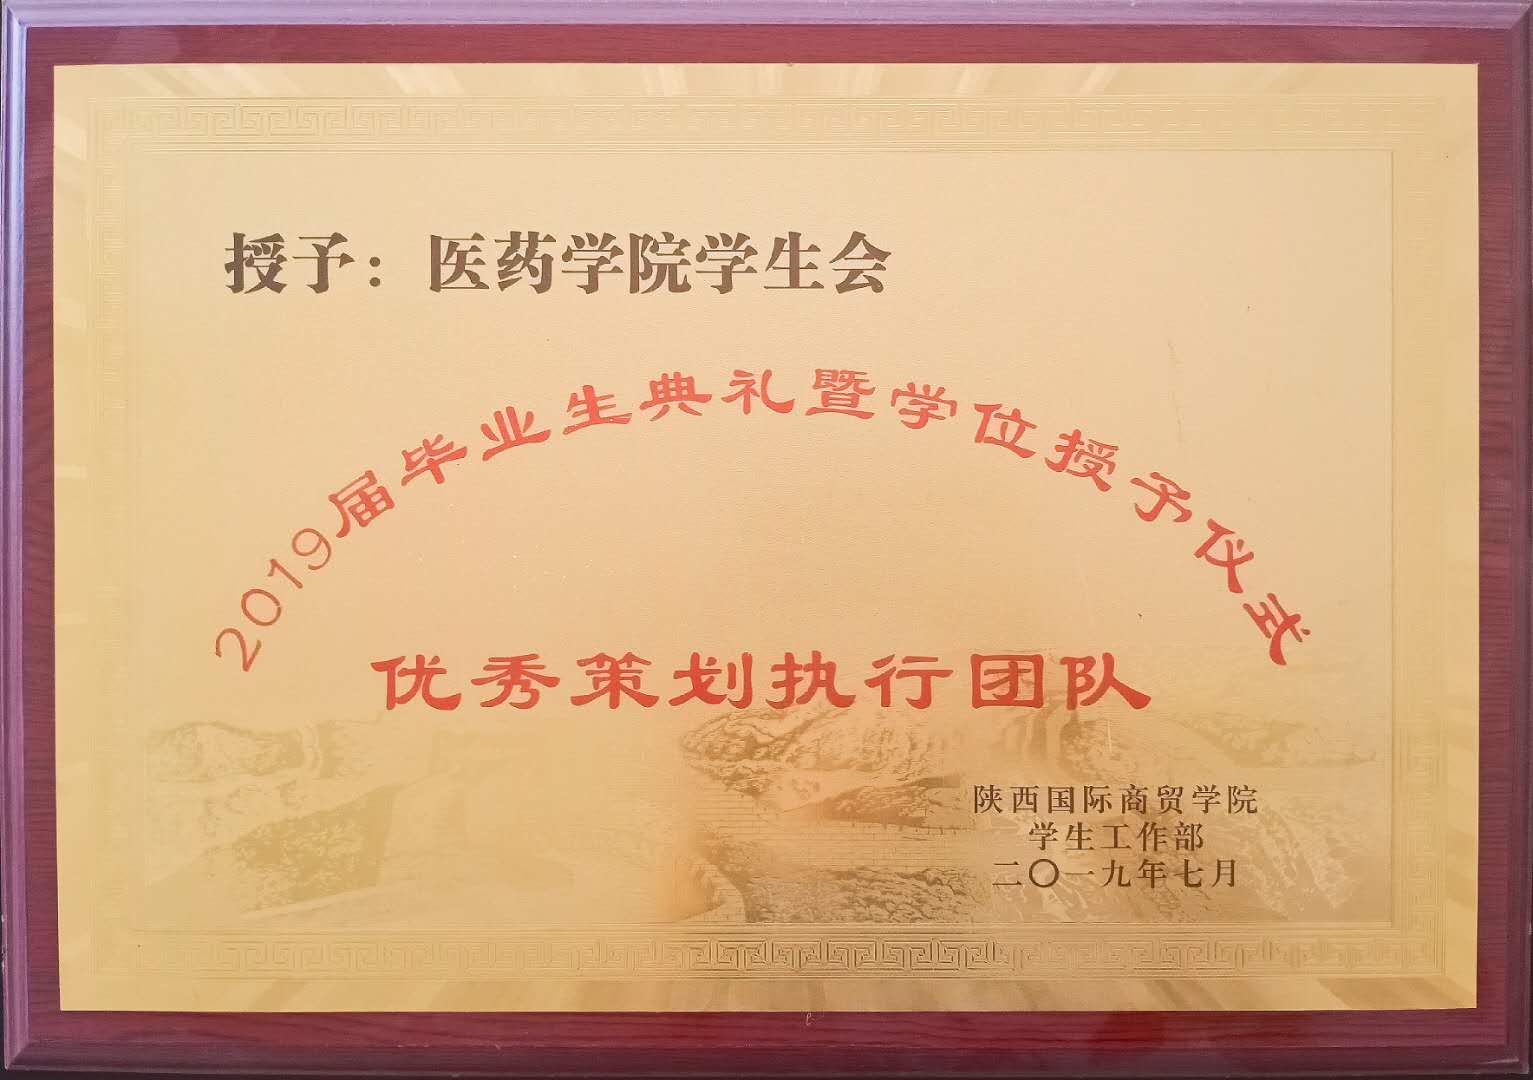 授予：医药学院学生会
2019届毕业生典礼暨学位授予仪式
优秀策划执行团队
陕西国际商贸学院
学生工作部
二〇一九年七月